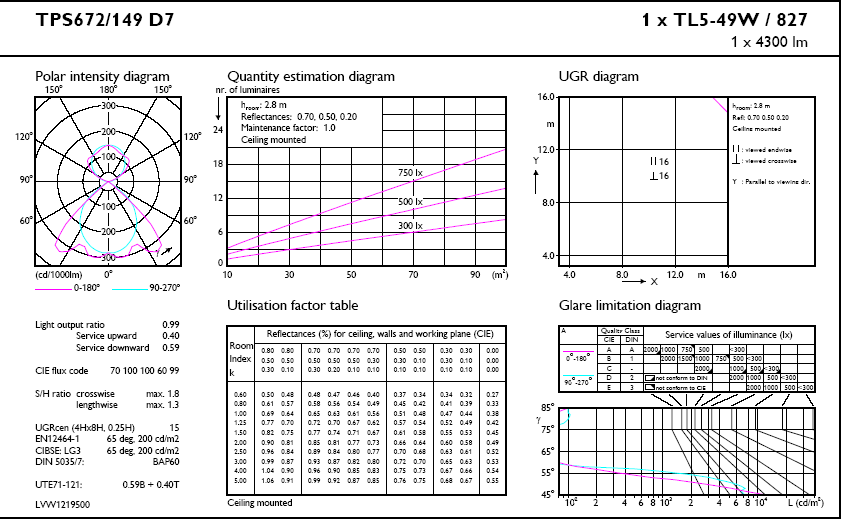 TPS672/149 D7
1 x TL5-49W / 827
1 x 4300 lm
Polar intensity diagram
150° 180° 150°
300
200
120° 100 120°
90° 90°
60° 60°
200
300
(cd/1000lm) 0°
0-180° 90-270°
Quantity estimation diagram
nr. of luminaires
hroom: 2.8 m
Reflectances: 0.70, 0.50, 0.20
Maintenance factor: 1.0
Ceiling mounted
24
18
12
6
0
750 lx
500 lx
300 lx
10 30 50 70 90 (m²)
UGR diagram
16.0
m
12.0
Y
8.0
4.0
4.0 8.0 12.0 m 16.0
X
16
16
hroom: 2.8 m
Refl: 0.70 0.50 0.20
Ceiling mounted
: viewed endwise
: viewed crosswise
Y : Parallel to viewing dir.
Light output ratio 0.99
Service upward 0.40
Service downward 0.59
CIE flux code 70 100 100 60 99
S/H ratio crosswise max. 1.8
lengthwise max. 1.3
UGRcen (4Hx8H, 0.25H) 15
EN12464-1 65 deg, 200 cd/m2
CIBSE: LG3 65 deg, 200 cd/m2
DIN 5035/7: BAP60
UTE71-121: 0.59B + 0.40T
LVW1219500
Utilisation factor table
Room Index k
Reflectances (%) for ceiling, walls and working plane (CIE)
0.80 0.80 0.70 0.70 0.70 0.70 0.50 0.50 0.30 0.30 0.00
0.50 0.50 0.50 0.50 0.50 0.30 0.30 0.10 0.30 0.10 0.00
0.30 0.10 0.30 0.20 0.10 0.10 0.10 0.10 0.10 0.10 0.00
0.60 0.50 0.48 0.48 0.47 0.46 0.40 0.37 0.34 0.34 0.32 0.27
0.80 0.61 0.57 0.58 0.56 0.54 0.49 0.45 0.42 0.41 0.39 0.33
1.00 0.69 0.64 0.65 0.63 0.61 0.56 0.51 0.48 0.47 0.44 0.38
1.25 0.77 0.70 0.72 0.70 0.67 0.62 0.57 0.54 0.52 0.49 0.42
1.50 0.82 0.75 0.77 0.74 0.71 0.67 0.61 0.58 0.55 0.53 0.45
2.00 0.90 0.81 0.85 0.81 0.77 0.73 0.66 0.64 0.60 0.58 0.49
2.50 0.96 0.84 0.89 0.84 0.80 0.77 0.70 0.68 0.63 0.61 0.52
3.00 0.99 0.87 0.93 0.87 0.82 0.80 0.72 0.70 0.65 0.63 0.53
4.00 1.04 0.90 0.96 0.90 0.85 0.83 0.75 0.73 0.67 0.66 0.54
5.00 1.06 0.91 0.99 0.92 0.87 0.85 0.76 0.75 0.68 0.67 0.55
Ceiling mounted
Glare limitation diagram
A Quality Class Service values of illuminance (lx)
CIE DIN
A A 2000 1000 750 500 <300
0°-180° B 1 2000 1500 1000 750 500 <300
C - 2000 1000 500 <300
90°-270° D 2 not conform to DIN 2000 1000 500 <300
E 3 not conform to CIE 2000 1000 500 <300
85°
γ
75°
65°
55°
45°
10² 2 4 6 8 10³ 2 4 6 8 10⁴ L (cd/m²)